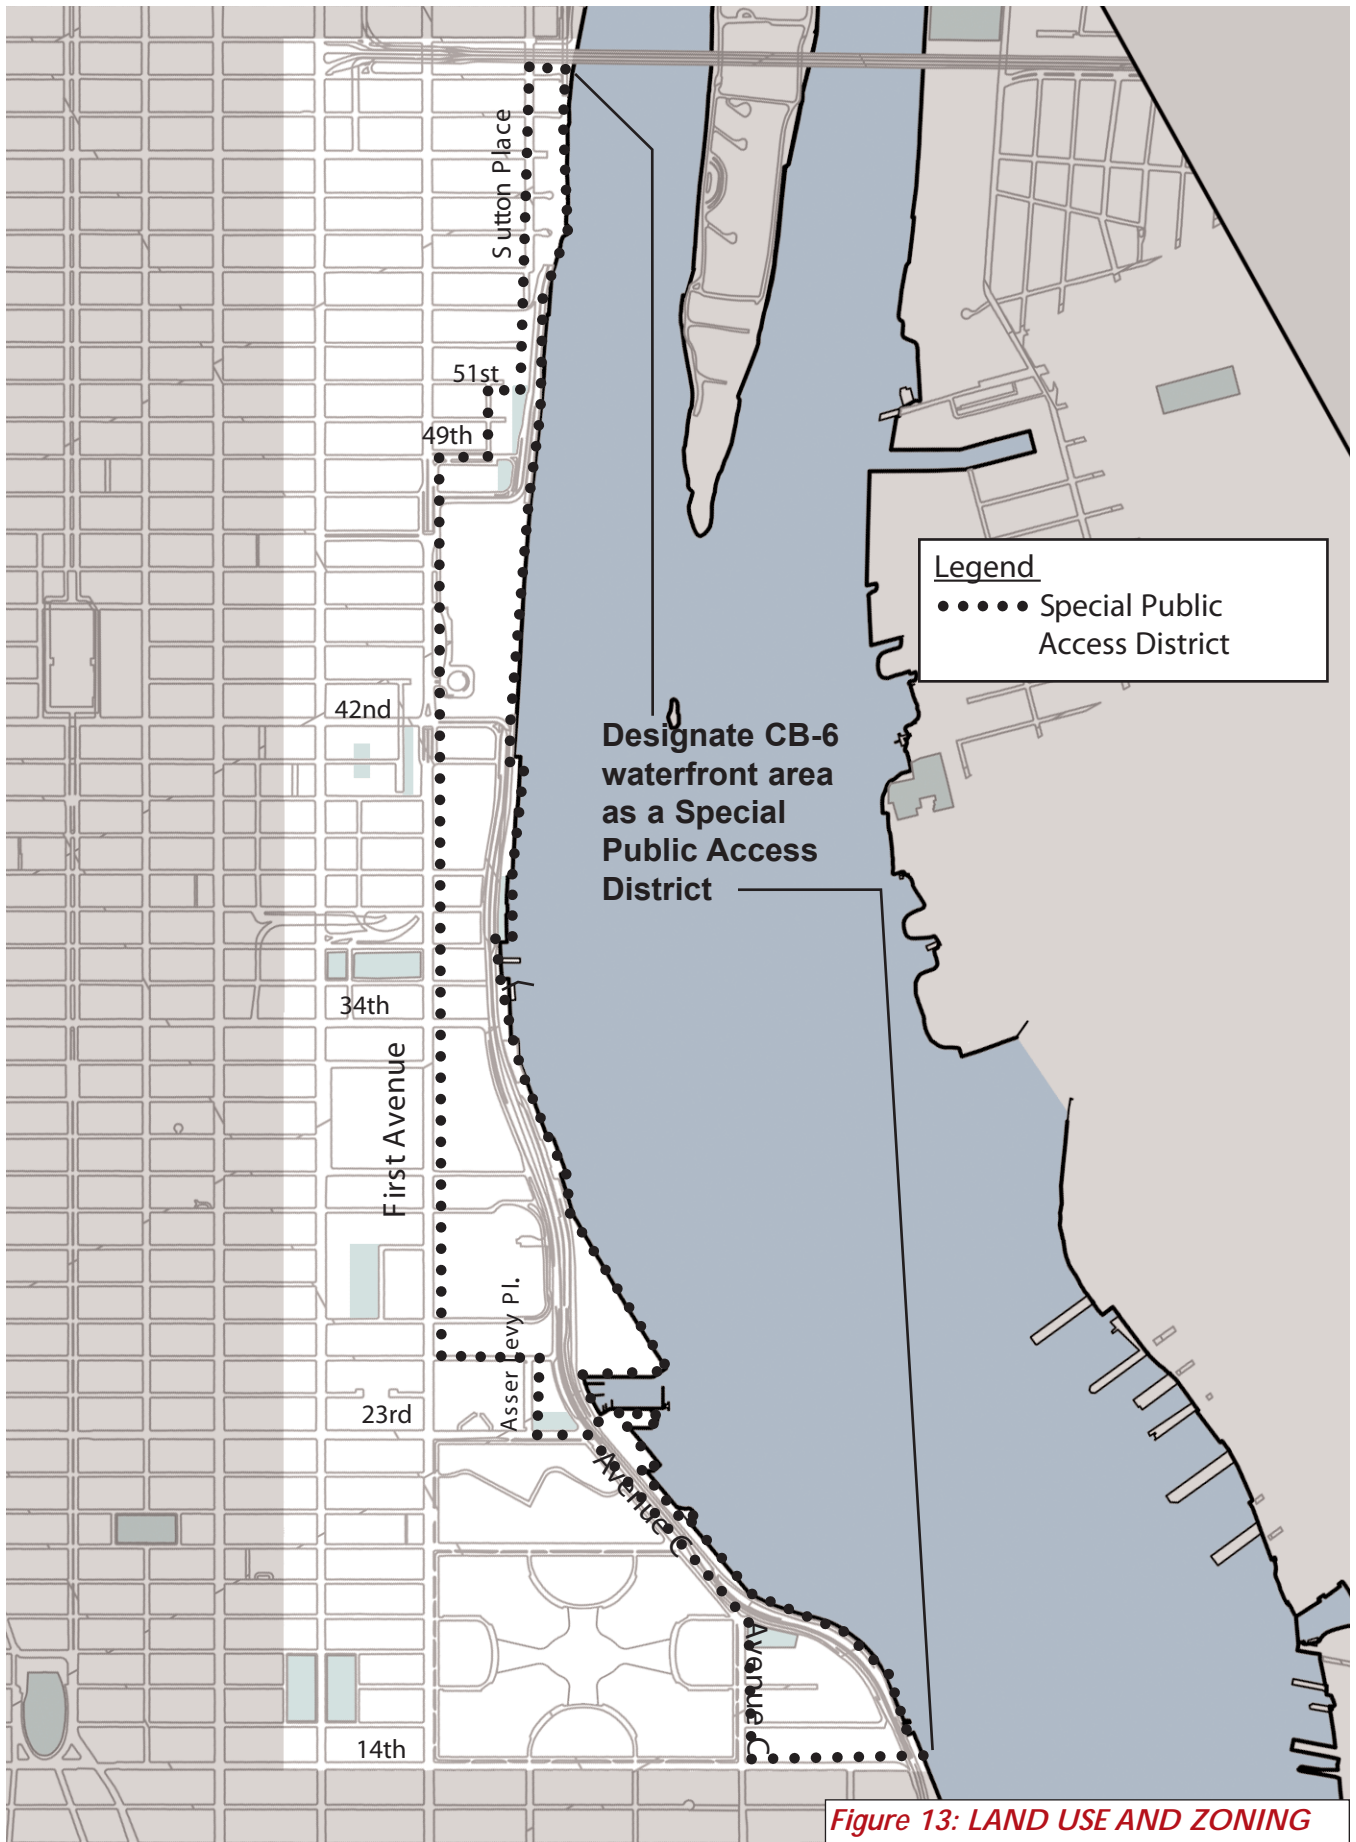 Sutton Place
51st
49th
Legend
Special Public
Access District
42nd
Designate CB-6
waterfront area
as a Special
Public Access
District
34th
First Avenue
Asser Levy Pl.
23rd
Avenue C
Avenue C
14th
Figure 13: LAND USE AND ZONING